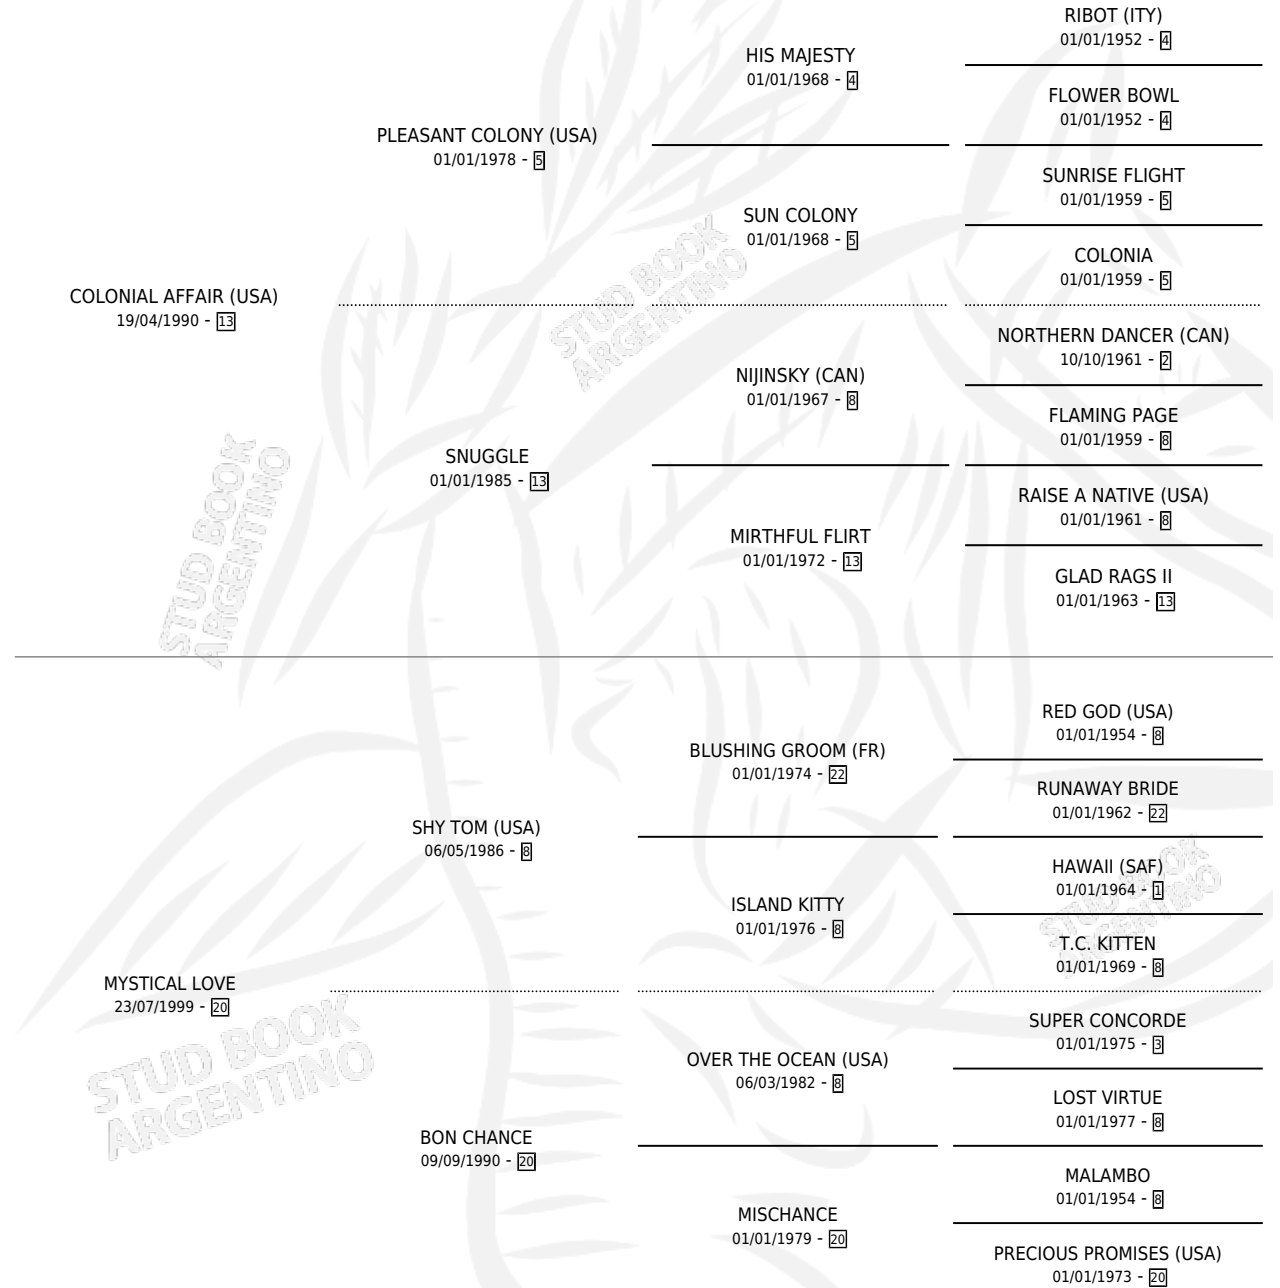 RIBOT (ITY)
01/01/1952 - 4
HIS MAJESTY
01/01/1968 - 4
FLOWER BOWL
01/01/1952 - 4
PLEASANT COLONY (USA)
01/01/1978 - 5
SUNRISE FLIGHT
01/01/1959 - 5
SUN COLONY
01/01/1968 - 5
COLONIA
01/01/1959 - 5
COLONIAL AFFAIR (USA)
19/04/1990 - 13
NORTHERN DANCER (CAN)
10/10/1961 - 2
NIJINSKY (CAN)
01/01/1967 - 8
FLAMING PAGE
01/01/1959 - 8
SNUGGLE
01/01/1985 - 13
RAISE A NATIVE (USA)
01/01/1961 - 8
MIRTHFUL FLIRT
01/01/1972 - 13
GLAD RAGS II
01/01/1963 - 13
RED GOD (USA)
01/01/1954 - 8
BLUSHING GROOM (FR)
01/01/1974 - 22
RUNAWAY BRIDE
01/01/1962 - 22
SHY TOM (USA)
06/05/1986 - 8
HAWAII (SAF)
01/01/1964 - 1
ISLAND KITTY
01/01/1976 - 8
T.C. KITTEN
01/01/1969 - 8
MYSTICAL LOVE
23/07/1999 - 20
SUPER CONCORDE
01/01/1975 - 3
OVER THE OCEAN (USA)
06/03/1982 - 8
LOST VIRTUE
01/01/1977 - 8
BON CHANCE
09/09/1990 - 20
MALAMBO
01/01/1954 - 8
MISCHANCE
01/01/1979 - 20
PRECIOUS PROMISES (USA)
01/01/1973 - 20
STUD BOOK
ARGENTINO
STUD BOOK
ARGENTINO
STUD BOOK
ARGENTINO
STUD BOOK
ARGENTINO